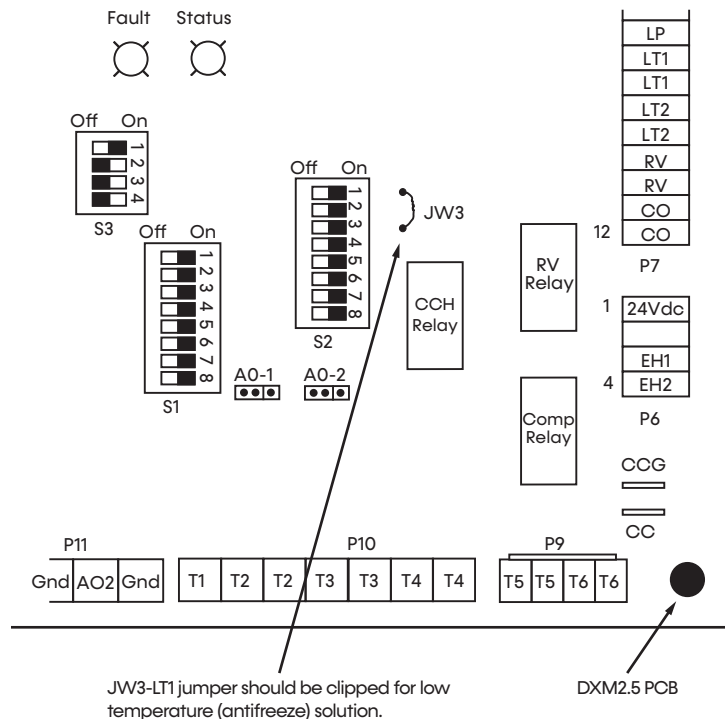 Fault Status
LP
LT1
LT1
LT2
LT2
RV
RV
CO
12 CO
P7
Off On
1
2
3
4
S3
Off On
1
2
3
4
5
6
7
8
S2
JW3
Off On
1
2
3
4
5
6
7
8
S1
RV
Relay
CCH
Relay
1 24Vdc
EH1
4 EH2
P6
A0-1 A0-2
Comp
Relay
CCG
CC
P11 P10 P9
Gnd AO2 Gnd T1 T2 T2 T3 T3 T4 T4 T5 T5 T6 T6
JW3-LT1 jumper should be clipped for low
temperature (antifreeze) solution.
DXM2.5 PCB